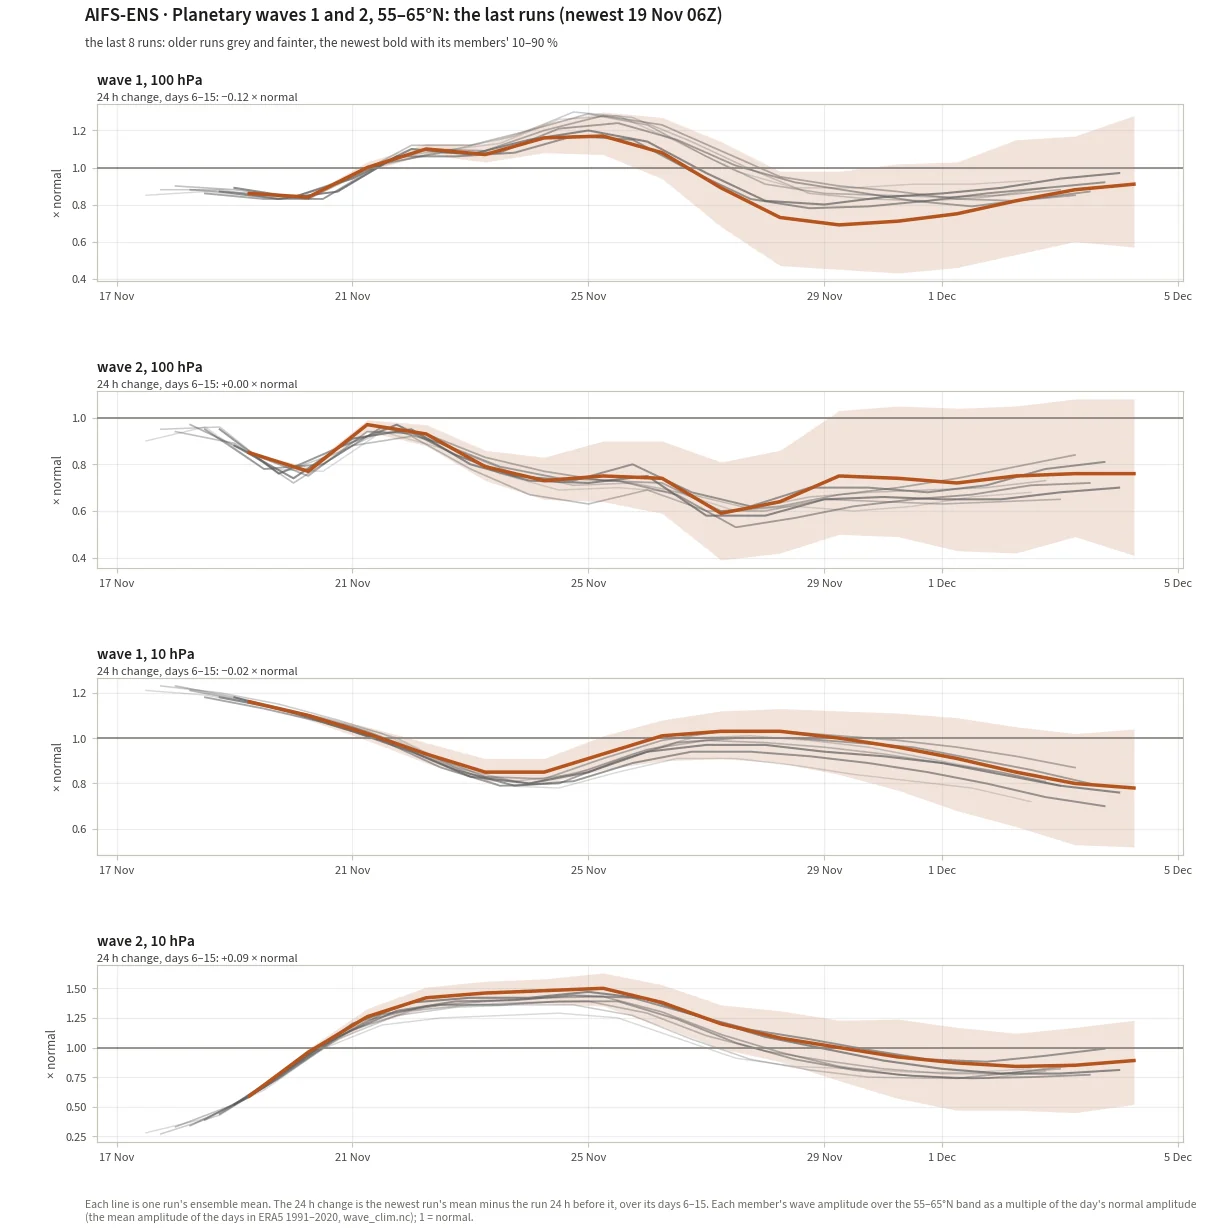 AIFS-ENS · Planetary waves 1 and 2, 55–65°N: the last runs (newest 19 Nov 06Z)
the last 8 runs: older runs grey and fainter, the newest bold with its members' 10–90 %
wave 1, 100 hPa
24 h change, days 6–15: −0.12 × normal
× normal
1.2
1.0
0.8
0.6
0.4
17 Nov
21 Nov
25 Nov
29 Nov
1 Dec
5 Dec
wave 2, 100 hPa
24 h change, days 6–15: +0.00 × normal
× normal
1.0
0.8
0.6
0.4
17 Nov
21 Nov
25 Nov
29 Nov
1 Dec
5 Dec
wave 1, 10 hPa
24 h change, days 6–15: −0.02 × normal
× normal
1.2
1.0
0.8
0.6
17 Nov
21 Nov
25 Nov
29 Nov
1 Dec
5 Dec
wave 2, 10 hPa
24 h change, days 6–15: +0.09 × normal
× normal
1.50
1.25
1.00
0.75
0.50
0.25
17 Nov
21 Nov
25 Nov
29 Nov
1 Dec
5 Dec
Each line is one run's ensemble mean. The 24 h change is the newest run's mean minus the run 24 h before it, over its days 6–15. Each member's wave amplitude over the 55–65°N band as a multiple of the day's normal amplitude
(the mean amplitude of the days in ERA5 1991–2020, wave_clim.nc); 1 = normal.